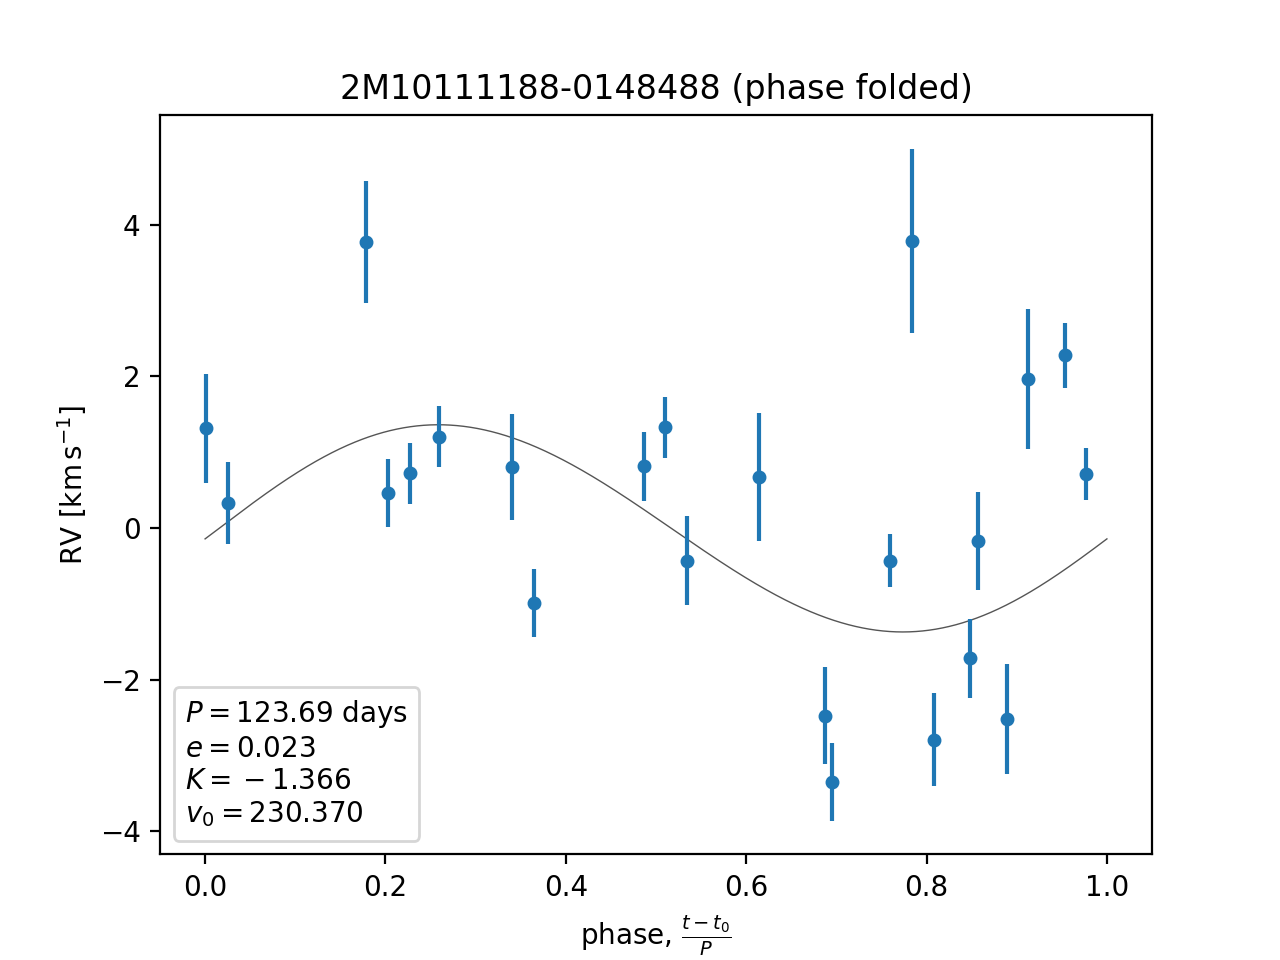 2M10111188-0148488 (phase folded)
RV [km s⁻¹]
4
2
0
−2
−4
P = 123.69 days
e = 0.023
K = −1.366
v₀ = 230.370
0.0 0.2 0.4 0.6 0.8 1.0
phase, (t − t₀)/P